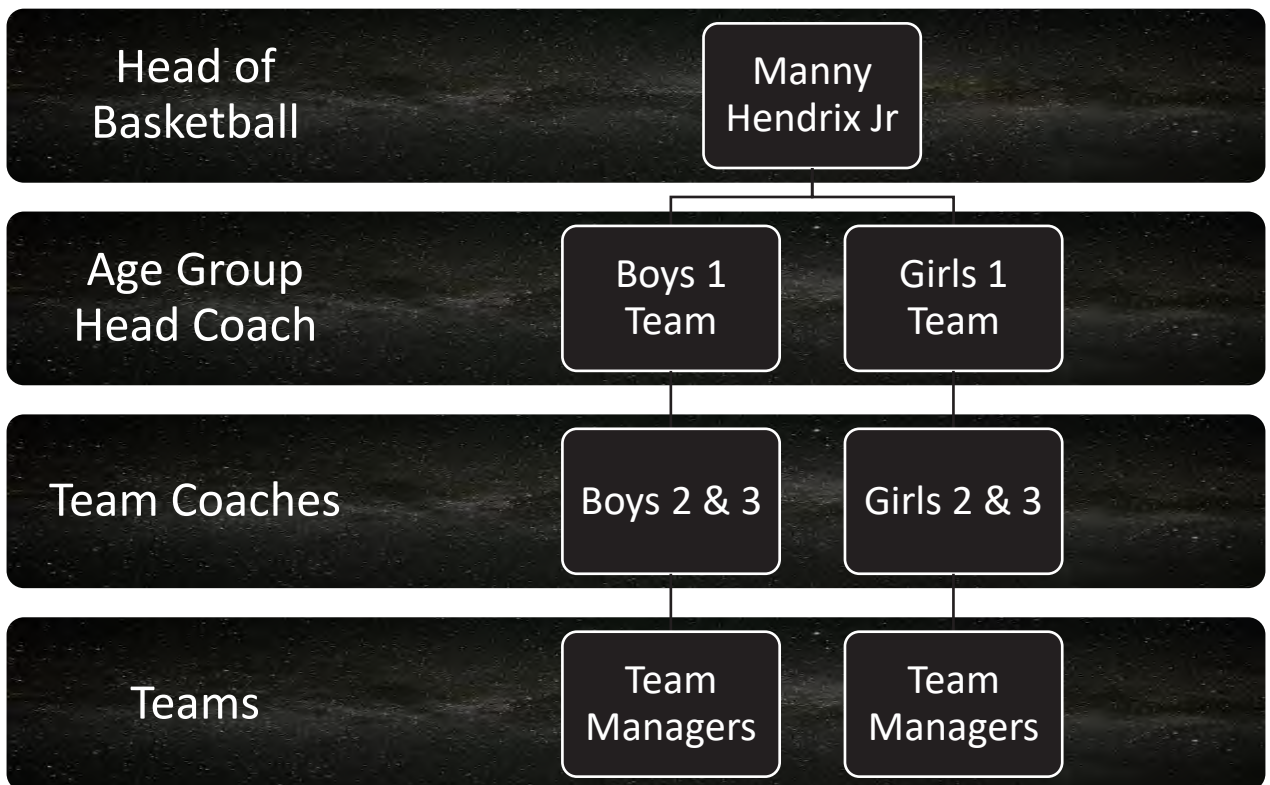 Head of
Basketball
Manny
Hendrix Jr
Age Group
Head Coach
Boys 1
Team
Girls 1
Team
Team Coaches
Boys 2 & 3
Girls 2 & 3
Teams
Team
Managers
Team
Managers